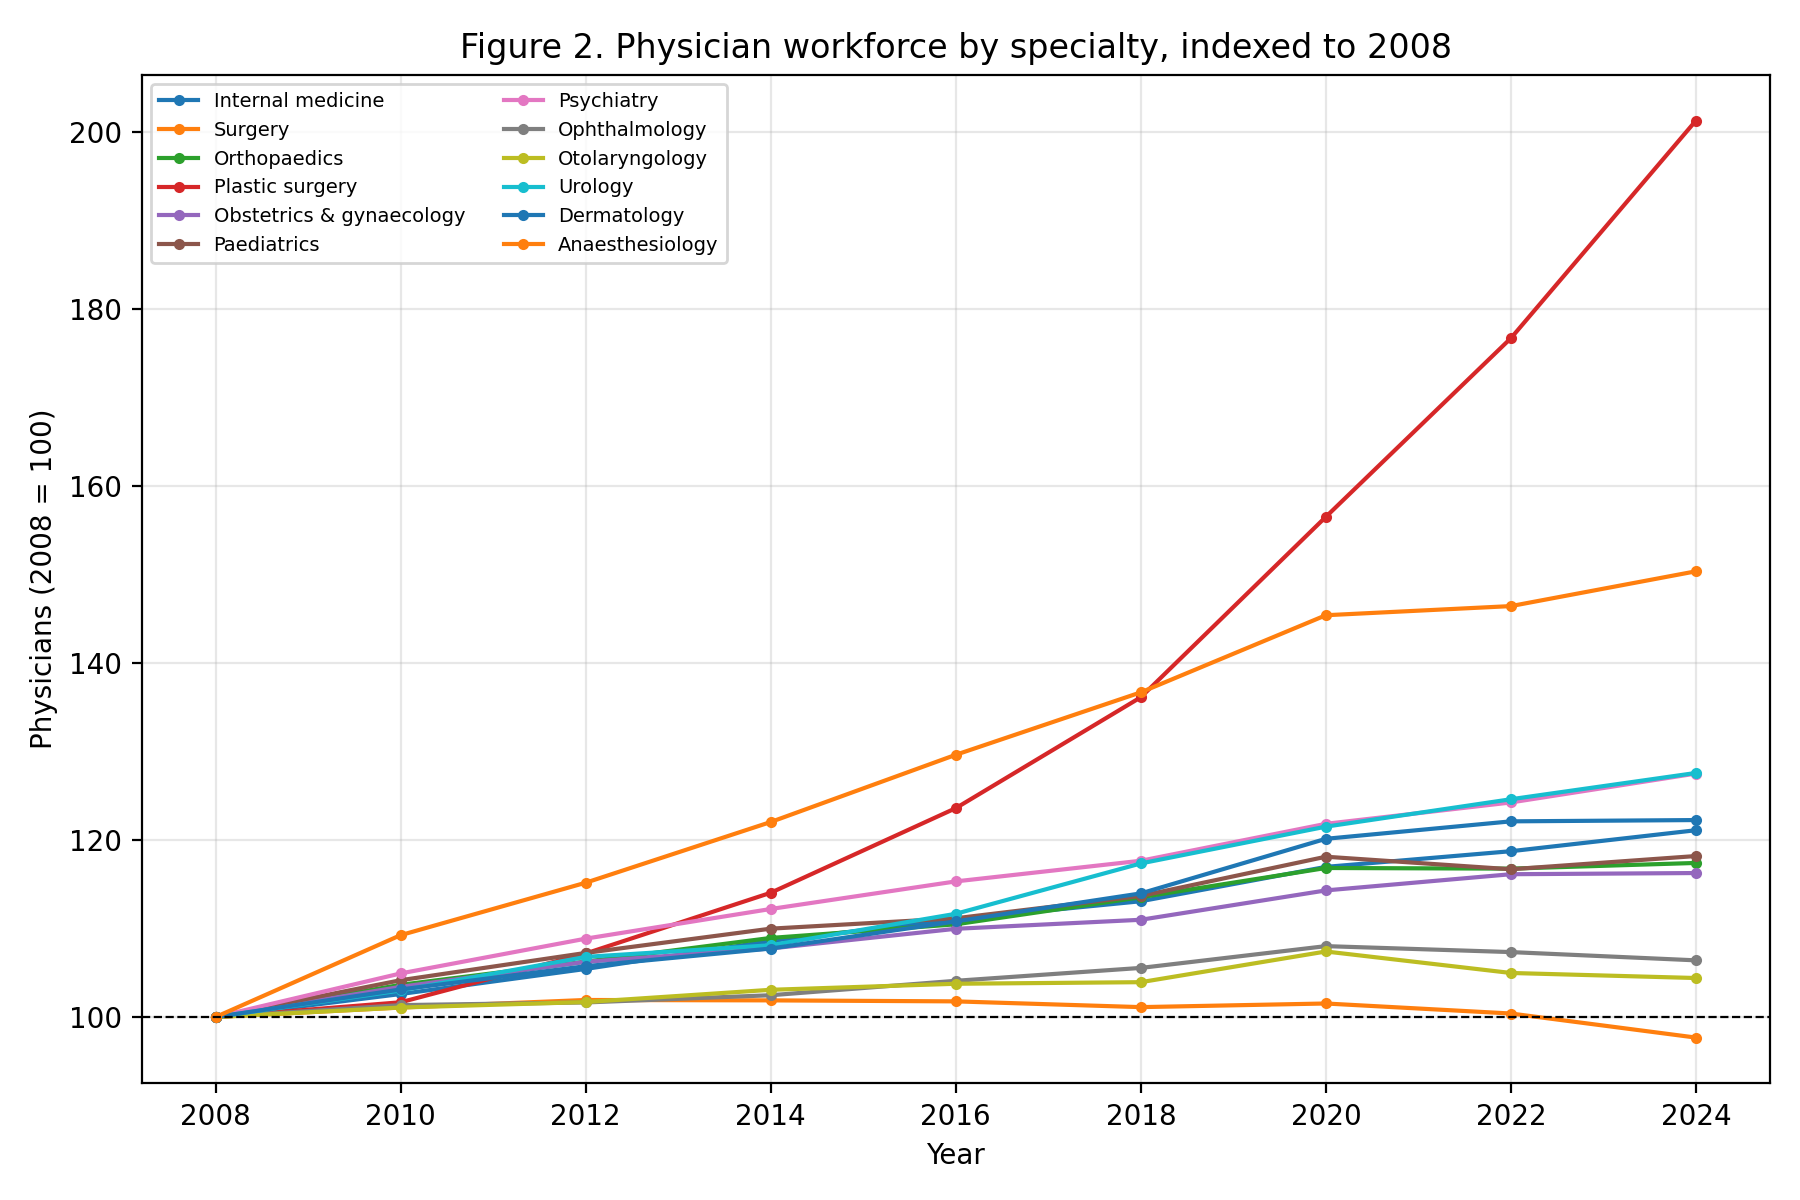 Figure 2. Physician workforce by specialty, indexed to 2008
Internal medicine
Surgery
Orthopaedics
Plastic surgery
Obstetrics & gynaecology
Paediatrics
Psychiatry
Ophthalmology
Otolaryngology
Urology
Dermatology
Anaesthesiology
Physicians (2008 = 100)
200
180
160
140
120
100
2008 2010 2012 2014 2016 2018 2020 2022 2024
Year